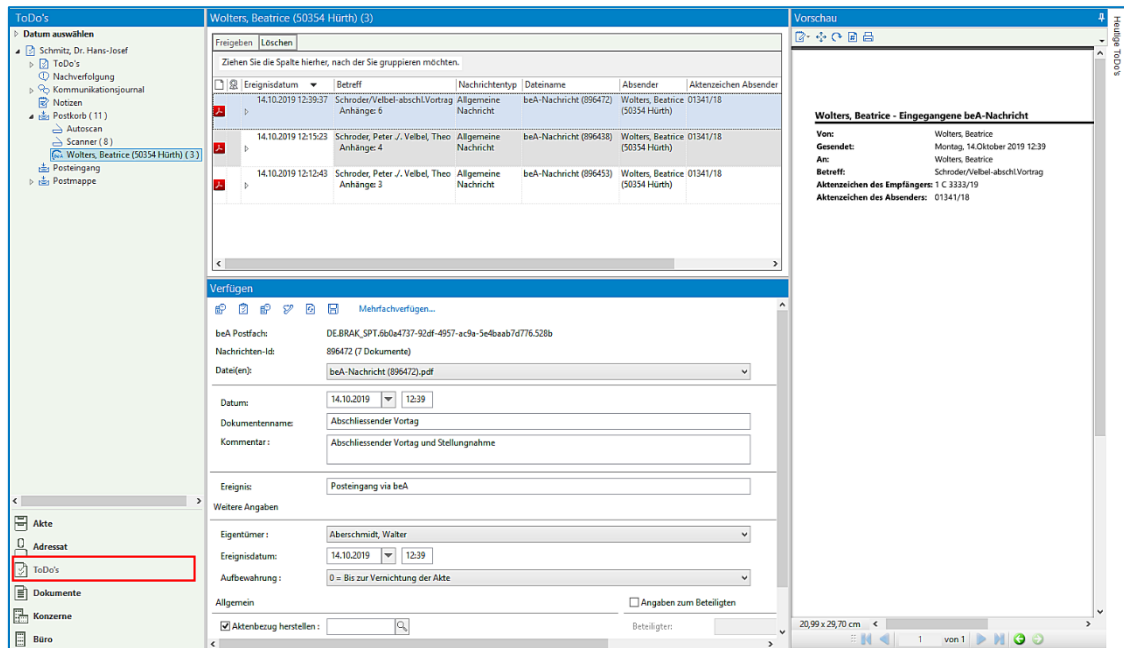 ToDo's
Datum auswählen
Schmitz, Dr. Hans-Josef
ToDo's
Nachverfolgung
Kommunikationsjournal
Notizen
Postkorb (11)
Autoscan
Scanner (8)
Wolters, Beatrice (50354 Hürth) (3)
Posteingang
Postmappe
Akte
Adressat
ToDo's
Dokumente
Konzerne
Büro
Wolters, Beatrice (50354 Hürth) (3)
Freigeben Löschen
Ziehen Sie die Spalte hierher, nach der Sie gruppieren möchten.
Ereignisdatum Betreff Nachrichtentyp Dateiname Absender Aktenzeichen Absender
14.10.2019 12:39:37 Schroder/Velbel-abschl.Vortrag Allgemeine beA-Nachricht (896472) Wolters, Beatrice 01341/18
Anhänge: 6 Nachricht (50354 Hürth)
14.10.2019 12:15:23 Schroder, Peter ./. Velbel, Theo Allgemeine beA-Nachricht (896438) Wolters, Beatrice 01341/18
Anhänge: 4 Nachricht (50354 Hürth)
14.10.2019 12:12:43 Schroder, Peter ./. Velbel, Theo Allgemeine beA-Nachricht (896453) Wolters, Beatrice 01341/18
Anhänge: 3 Nachricht (50354 Hürth)
Verfügen
Mehrfachverfügen...
beA Postfach: DE.BRAK_SPT.6b0a4737-92df-4957-ac9a-5e4baab7d776.528b
Nachrichten-Id: 896472 (7 Dokumente)
Datei(en): beA-Nachricht (896472).pdf
Datum: 14.10.2019 12:39
Dokumentenname: Abschliessender Vortag
Kommentar: Abschliessender Vortag und Stellungnahme
Ereignis: Posteingang via beA
Weitere Angaben
Eigentümer: Aberschmidt, Walter
Ereignisdatum: 14.10.2019 12:39
Aufbewahrung: 0 = Bis zur Vernichtung der Akte
Allgemein Angaben zum Beteiligten
Aktenbezug herstellen: Beteiligter:
Vorschau
Wolters, Beatrice - Eingegangene beA-Nachricht
Von: Wolters, Beatrice
Gesendet: Montag, 14.Oktober 2019 12:39
An: Wolters, Beatrice
Betreff: Schroder/Velbel-abschl.Vortrag
Aktenzeichen des Empfängers: 1 C 3333/19
Aktenzeichen des Absenders: 01341/18
20,99 x 29,70 cm
1 von 1
Heutige ToDo's